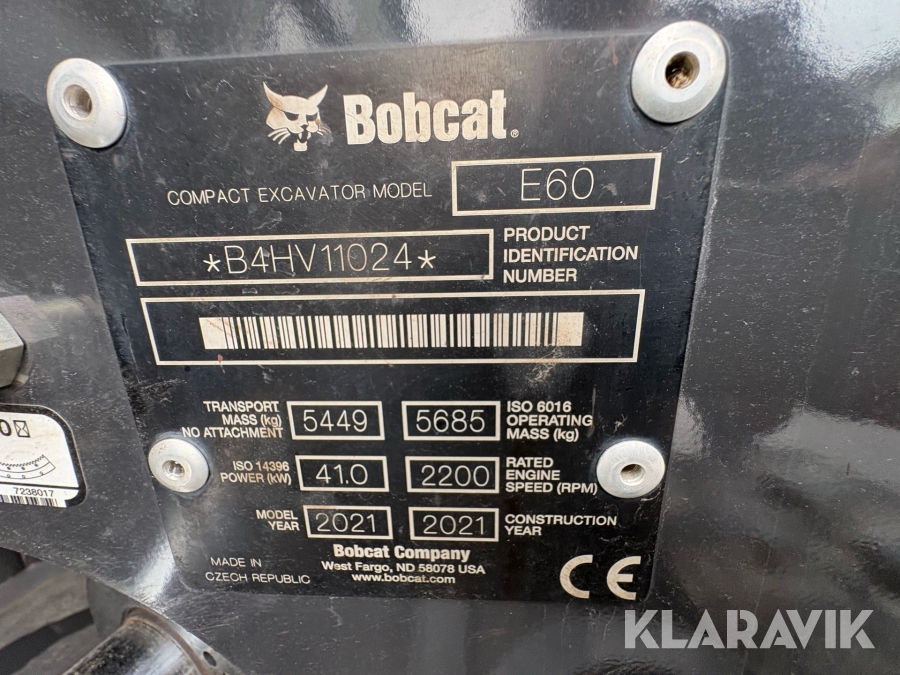 Bobcat®
COMPACT EXCAVATOR MODEL E60
*B4HV11024*
PRODUCT
IDENTIFICATION
NUMBER
TRANSPORT
MASS (kg)
NO ATTACHMENT
5449
5685
ISO 6016
OPERATING
MASS (kg)
ISO 14396
POWER (kW)
41.0
2200
RATED
ENGINE
SPEED (RPM)
MODEL
YEAR
2021
2021
CONSTRUCTION
YEAR
Bobcat Company
West Fargo, ND 58078 USA
www.bobcat.com
MADE IN
CZECH REPUBLIC
CE
7238017
KLARAVIK